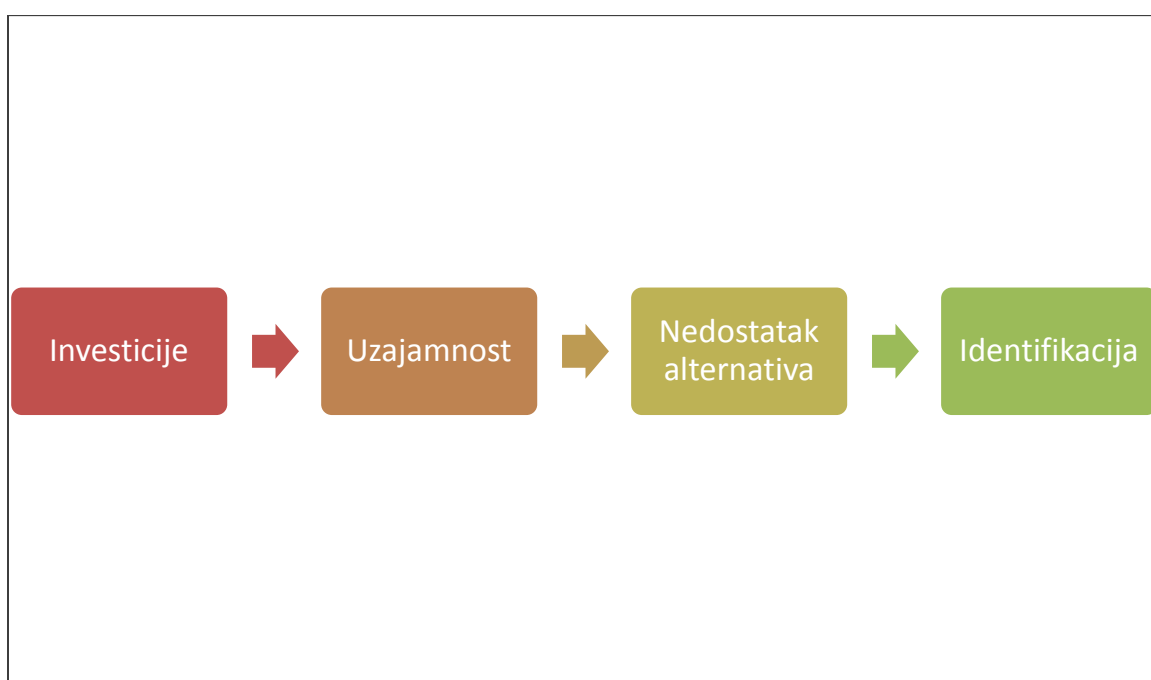 Investicije
Uzajamnost
Nedostatak
alternativa
Identifikacija